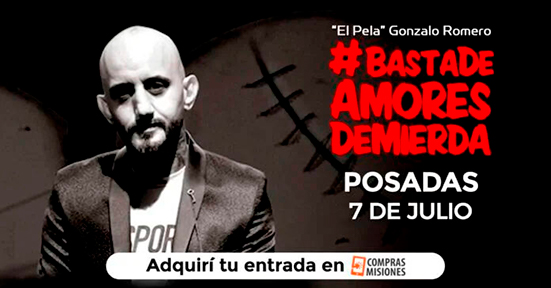 "El Pela" Gonzalo Romero
#BASTADE
AMORES
DEMIERDA
POSADAS
7 DE JULIO
SPOR
Adquirí tu entrada en COMPRAS MISIONES